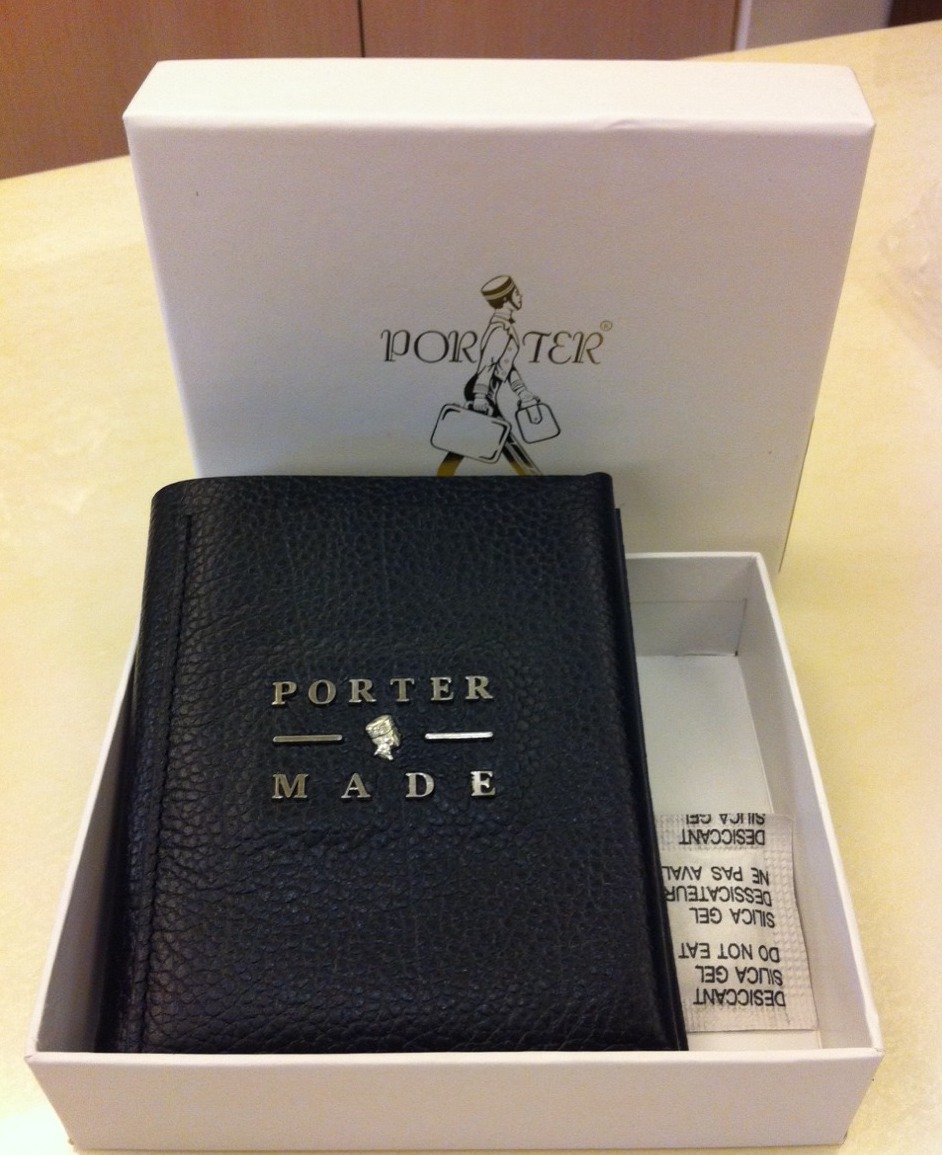 PORTER®
PORTER
MADE
SILICA GEL
DESICCANT
NE PAS AVAL
DESSICATEUR
SILICA GEL
DO NOT EAT
SILICA GEL
DESICCANT